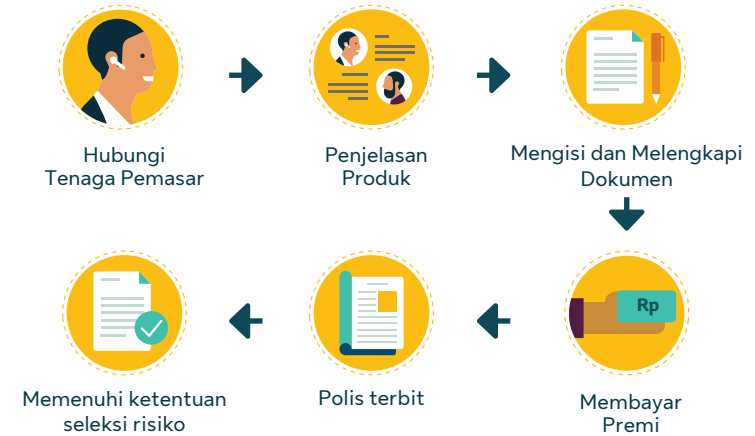 Hubungi
Tenaga Pemasar
Penjelasan
Produk
Mengisi dan Melengkapi
Dokumen
Rp
Membayar
Premi
Polis terbit
Memenuhi ketentuan
seleksi risiko